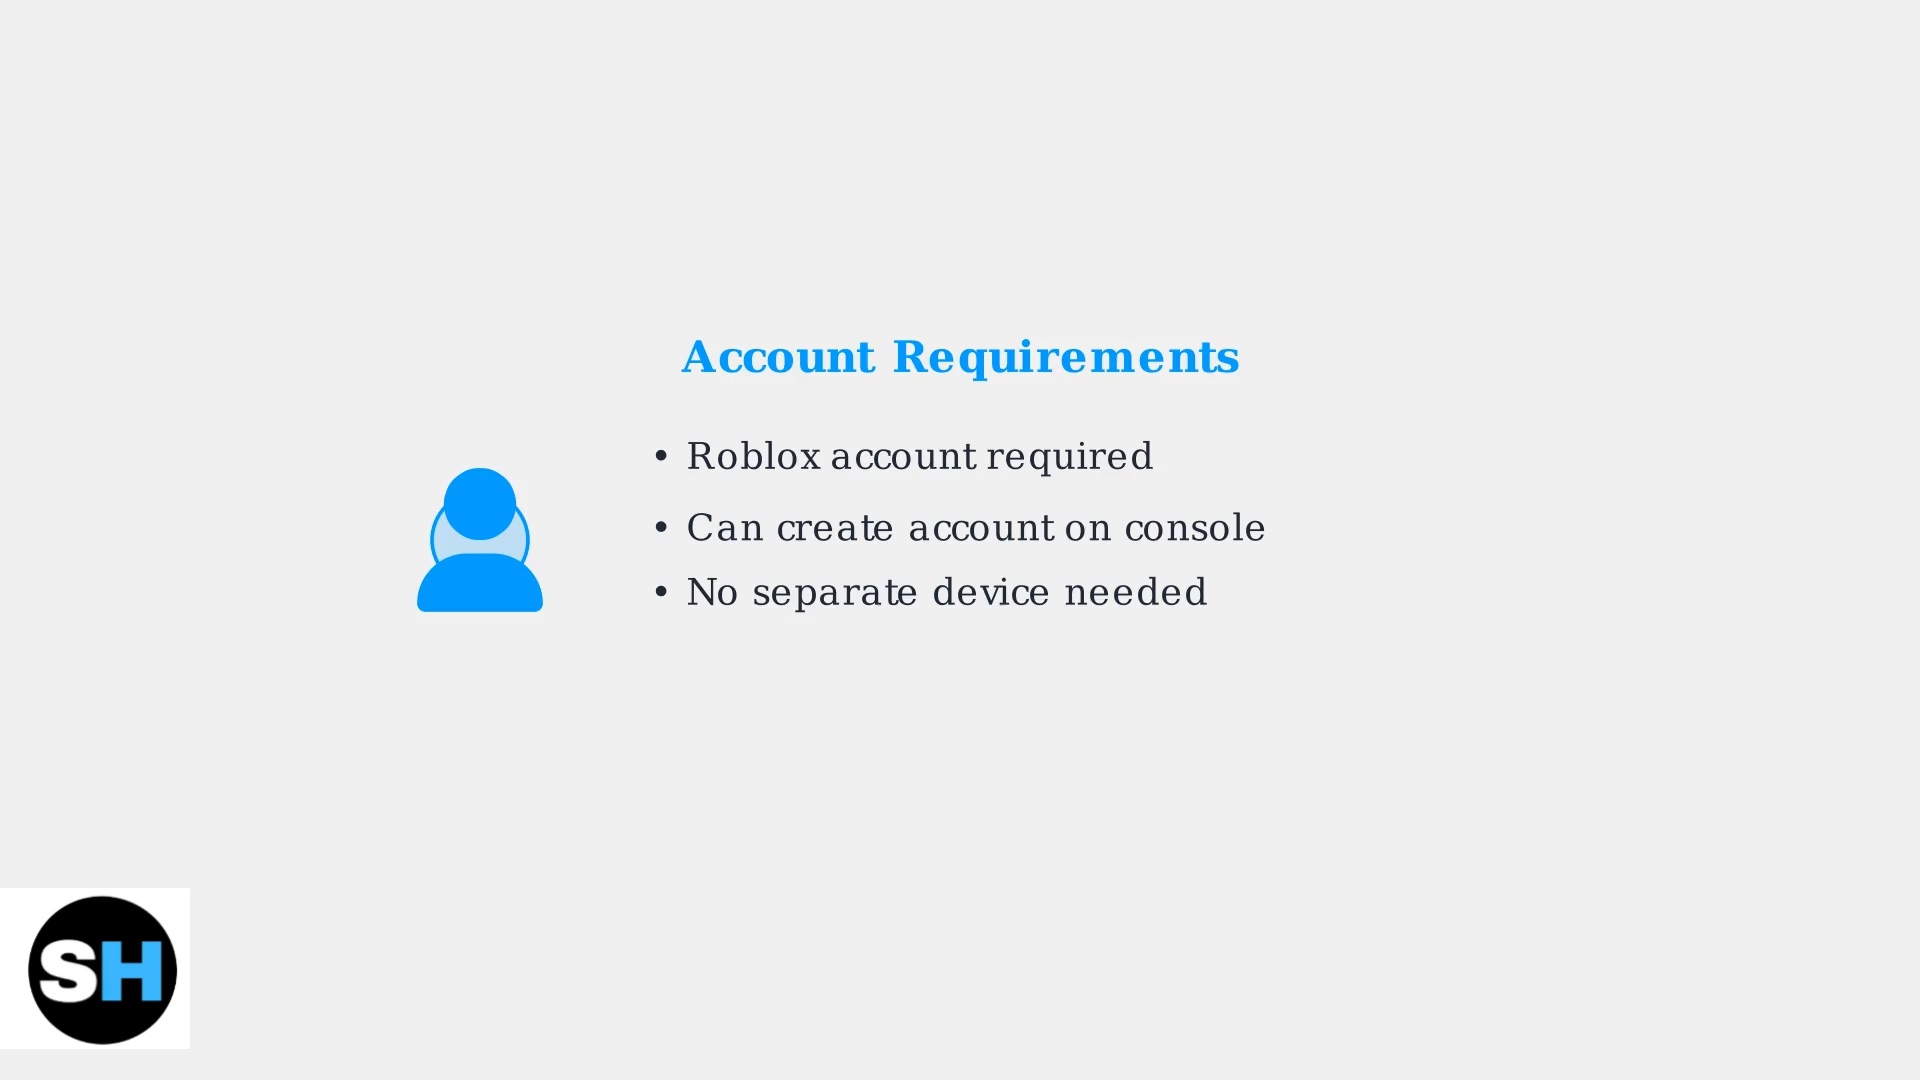 Account Requirements
• Roblox account required
• Can create account on console
• No separate device needed
SH